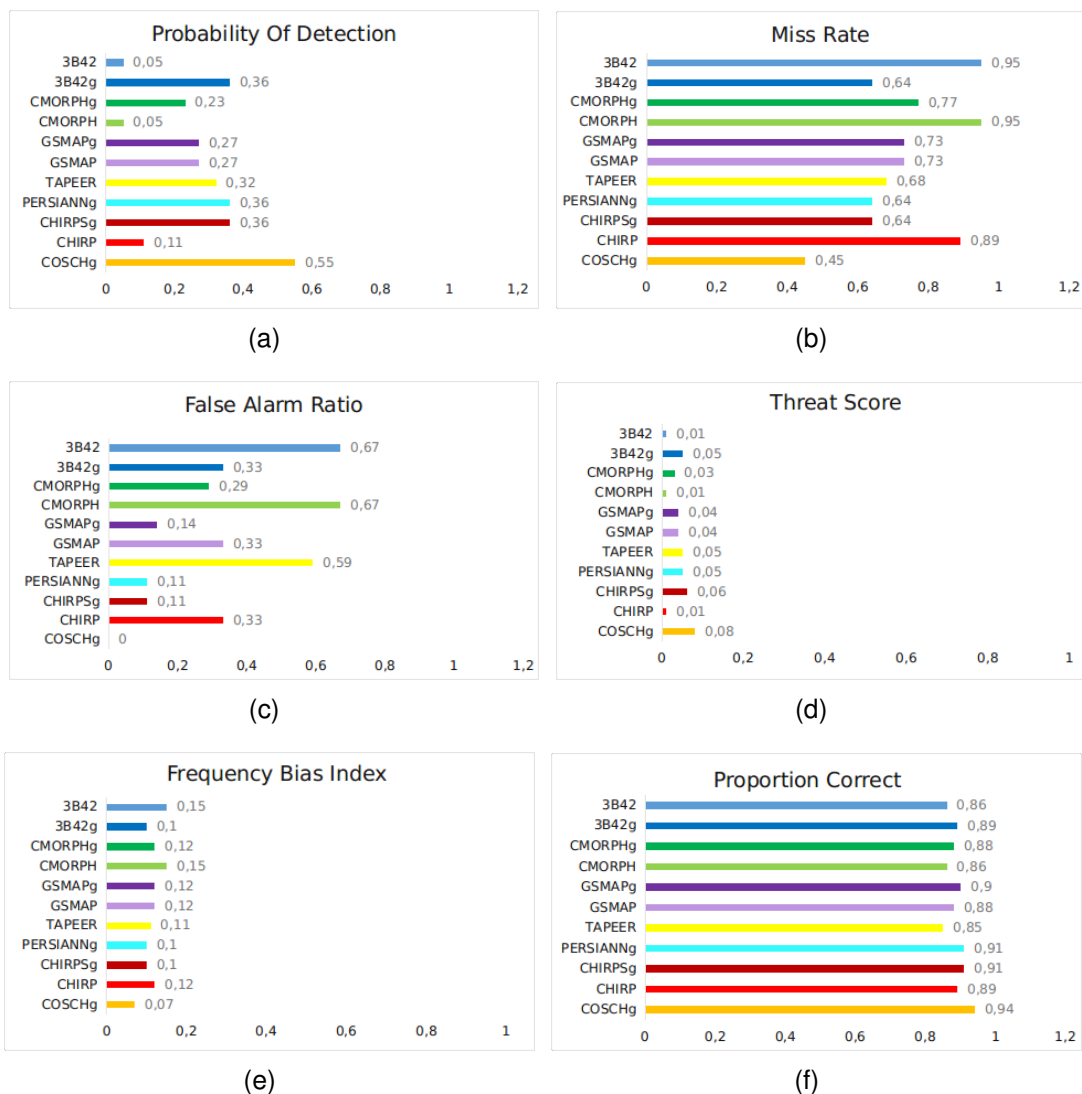 Probability Of Detection
3B42 0,05
3B42g 0,36
CMORPHg 0,23
CMORPH 0,05
GSMAPg 0,27
GSMAP 0,27
TAPEER 0,32
PERSIANNg 0,36
CHIRPSg 0,36
CHIRP 0,11
COSCHg 0,55
0 0,2 0,4 0,6 0,8 1 1,2
(a)
Miss Rate
3B42 0,95
3B42g 0,64
CMORPHg 0,77
CMORPH 0,95
GSMAPg 0,73
GSMAP 0,73
TAPEER 0,68
PERSIANNg 0,64
CHIRPSg 0,64
CHIRP 0,89
COSCHg 0,45
0 0,2 0,4 0,6 0,8 1 1,2
(b)
False Alarm Ratio
3B42 0,67
3B42g 0,33
CMORPHg 0,29
CMORPH 0,67
GSMAPg 0,14
GSMAP 0,33
TAPEER 0,59
PERSIANNg 0,11
CHIRPSg 0,11
CHIRP 0,33
COSCHg 0
0 0,2 0,4 0,6 0,8 1 1,2
(c)
Threat Score
3B42 0,01
3B42g 0,05
CMORPHg 0,03
CMORPH 0,01
GSMAPg 0,04
GSMAP 0,04
TAPEER 0,05
PERSIANNg 0,05
CHIRPSg 0,06
CHIRP 0,01
COSCHg 0,08
0 0,2 0,4 0,6 0,8 1
(d)
Frequency Bias Index
3B42 0,15
3B42g 0,1
CMORPHg 0,12
CMORPH 0,15
GSMAPg 0,12
GSMAP 0,12
TAPEER 0,11
PERSIANNg 0,1
CHIRPSg 0,1
CHIRP 0,12
COSCHg 0,07
0 0,2 0,4 0,6 0,8 1
(e)
Proportion Correct
3B42 0,86
3B42g 0,89
CMORPHg 0,88
CMORPH 0,86
GSMAPg 0,9
GSMAP 0,88
TAPEER 0,85
PERSIANNg 0,91
CHIRPSg 0,91
CHIRP 0,89
COSCHg 0,94
0 0,2 0,4 0,6 0,8 1 1,2
(f)